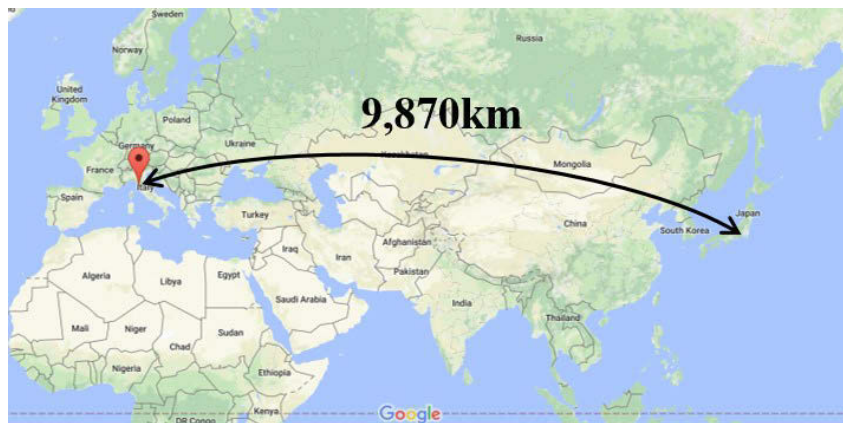 Sweden
Norway
Russia
United
Kingdom
9,870km
Poland
Germany
Ukraine
France
Mongolia
Italy
Spain
Turkey
Japan
South Korea
China
Afghanistan
Iraq
Iran
Algeria
Libya
Egypt
Pakistan
Saudi Arabia
India
Mali
Niger
Sudan
Thailand
Chad
Nigeria
Ethiopia
Kenya
DR Congo
Google